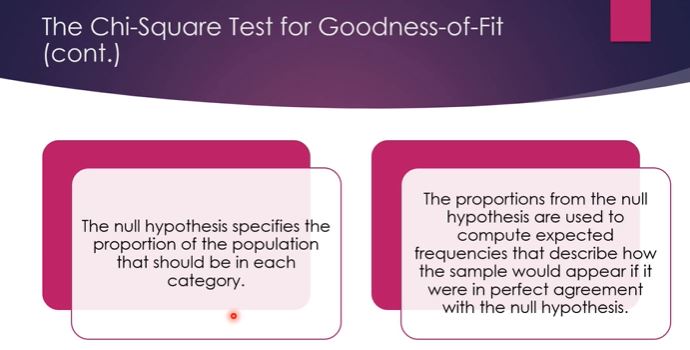 The Chi-Square Test for Goodness-of-Fit
(cont.)
The null hypothesis specifies the
proportion of the population
that should be in each
category.
The proportions from the null
hypothesis are used to
compute expected
frequencies that describe how
the sample would appear if it
were in perfect agreement
with the null hypothesis.